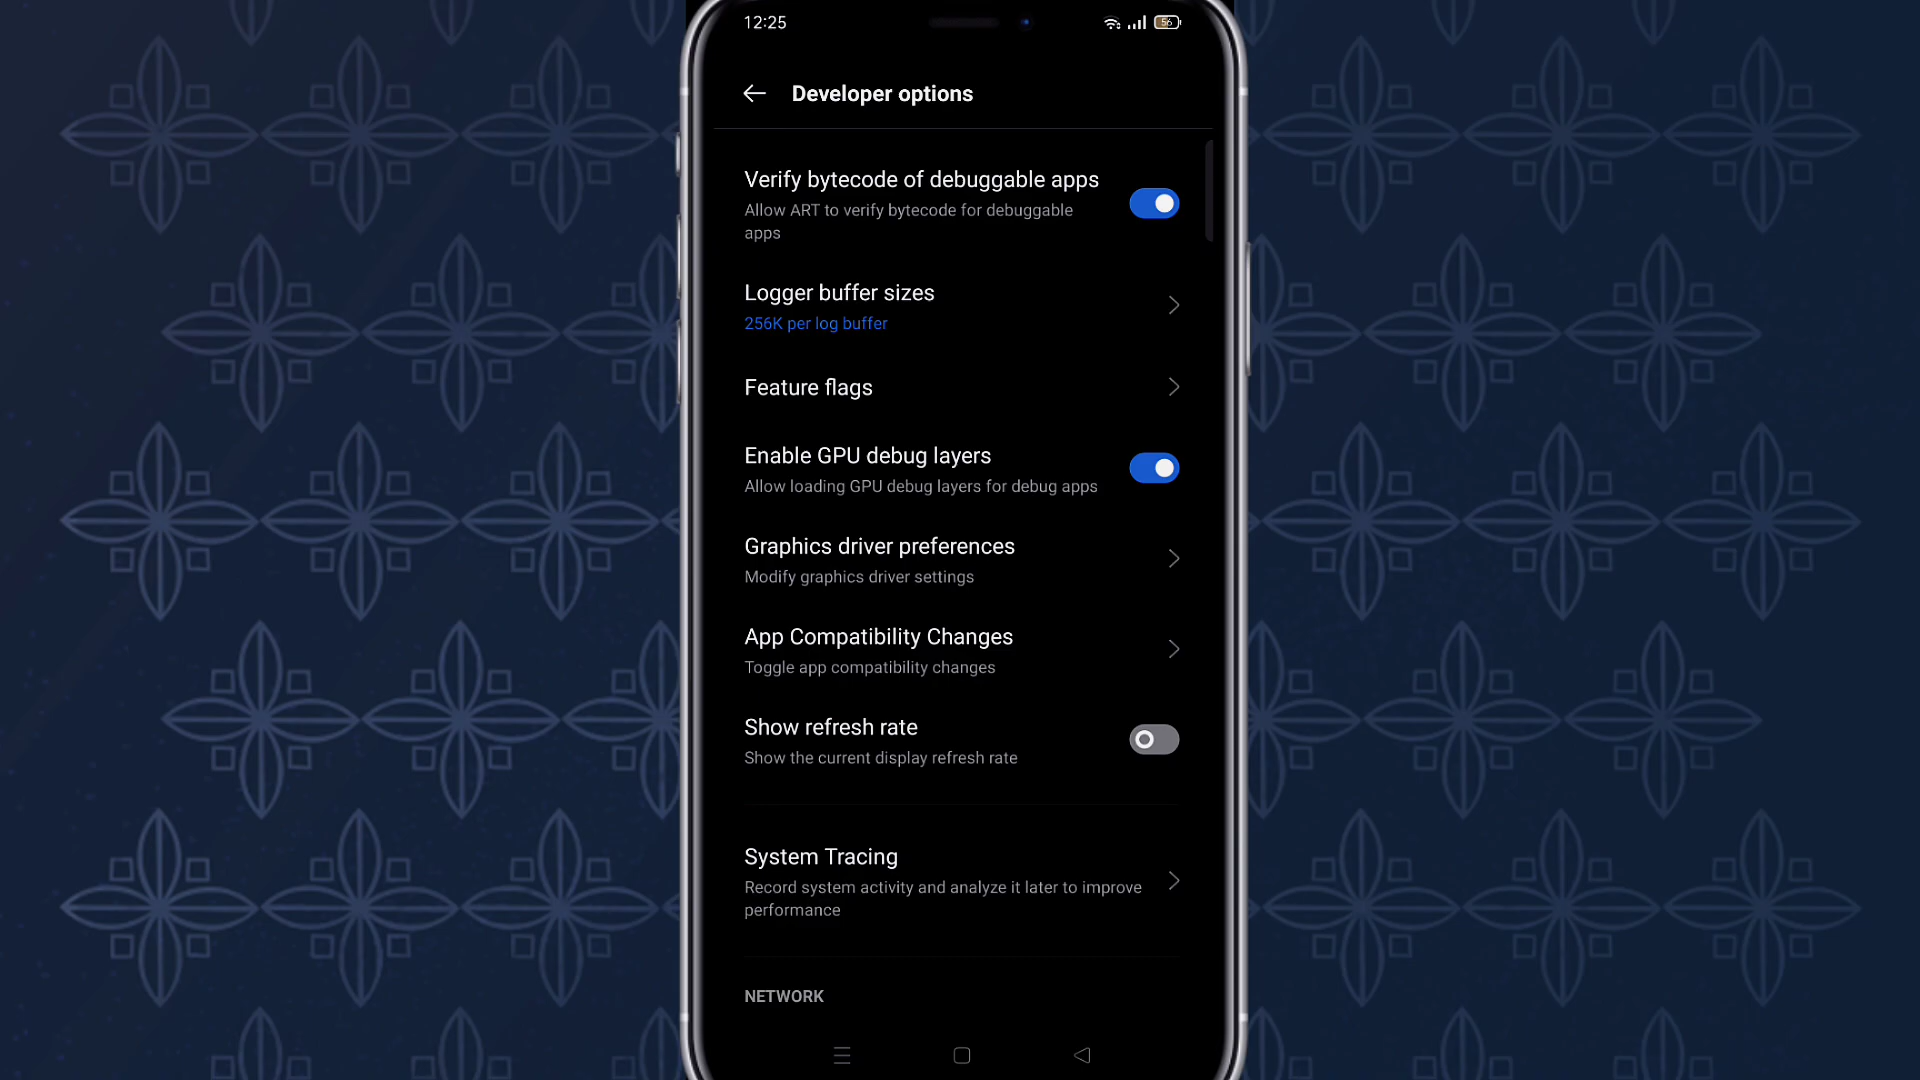 12:25
56
Developer options
Verify bytecode of debuggable apps
Allow ART to verify bytecode for debuggable
apps
Logger buffer sizes
256K per log buffer
Feature flags
Enable GPU debug layers
Allow loading GPU debug layers for debug apps
Graphics driver preferences
Modify graphics driver settings
App Compatibility Changes
Toggle app compatibility changes
Show refresh rate
Show the current display refresh rate
System Tracing
Record system activity and analyze it later to improve
performance
NETWORK